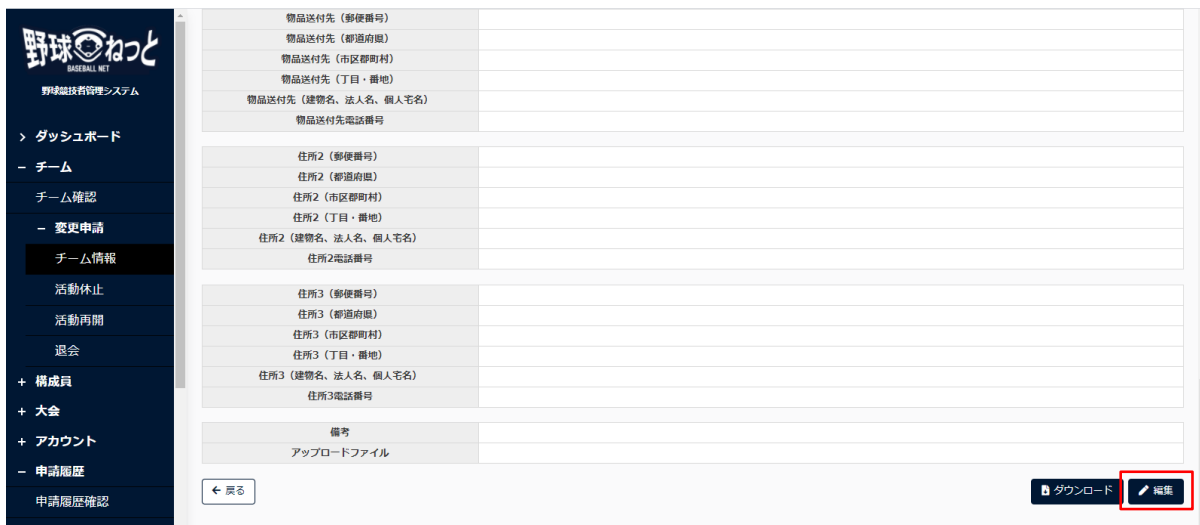 野球ねっと
BASEBALL NET
野球競技者管理システム
ダッシュボード
チーム
チーム確認
変更申請
チーム情報
活動休止
活動再開
退会
構成員
大会
アカウント
申請履歴
申請履歴確認
物品送付先（郵便番号）
物品送付先（都道府県）
物品送付先（市区郡町村）
物品送付先（丁目・番地）
物品送付先（建物名、法人名、個人宅名）
物品送付先電話番号
住所2（郵便番号）
住所2（都道府県）
住所2（市区郡町村）
住所2（丁目・番地）
住所2（建物名、法人名、個人宅名）
住所2電話番号
住所3（郵便番号）
住所3（都道府県）
住所3（市区郡町村）
住所3（丁目・番地）
住所3（建物名、法人名、個人宅名）
住所3電話番号
備考
アップロードファイル
戻る
ダウンロード
編集